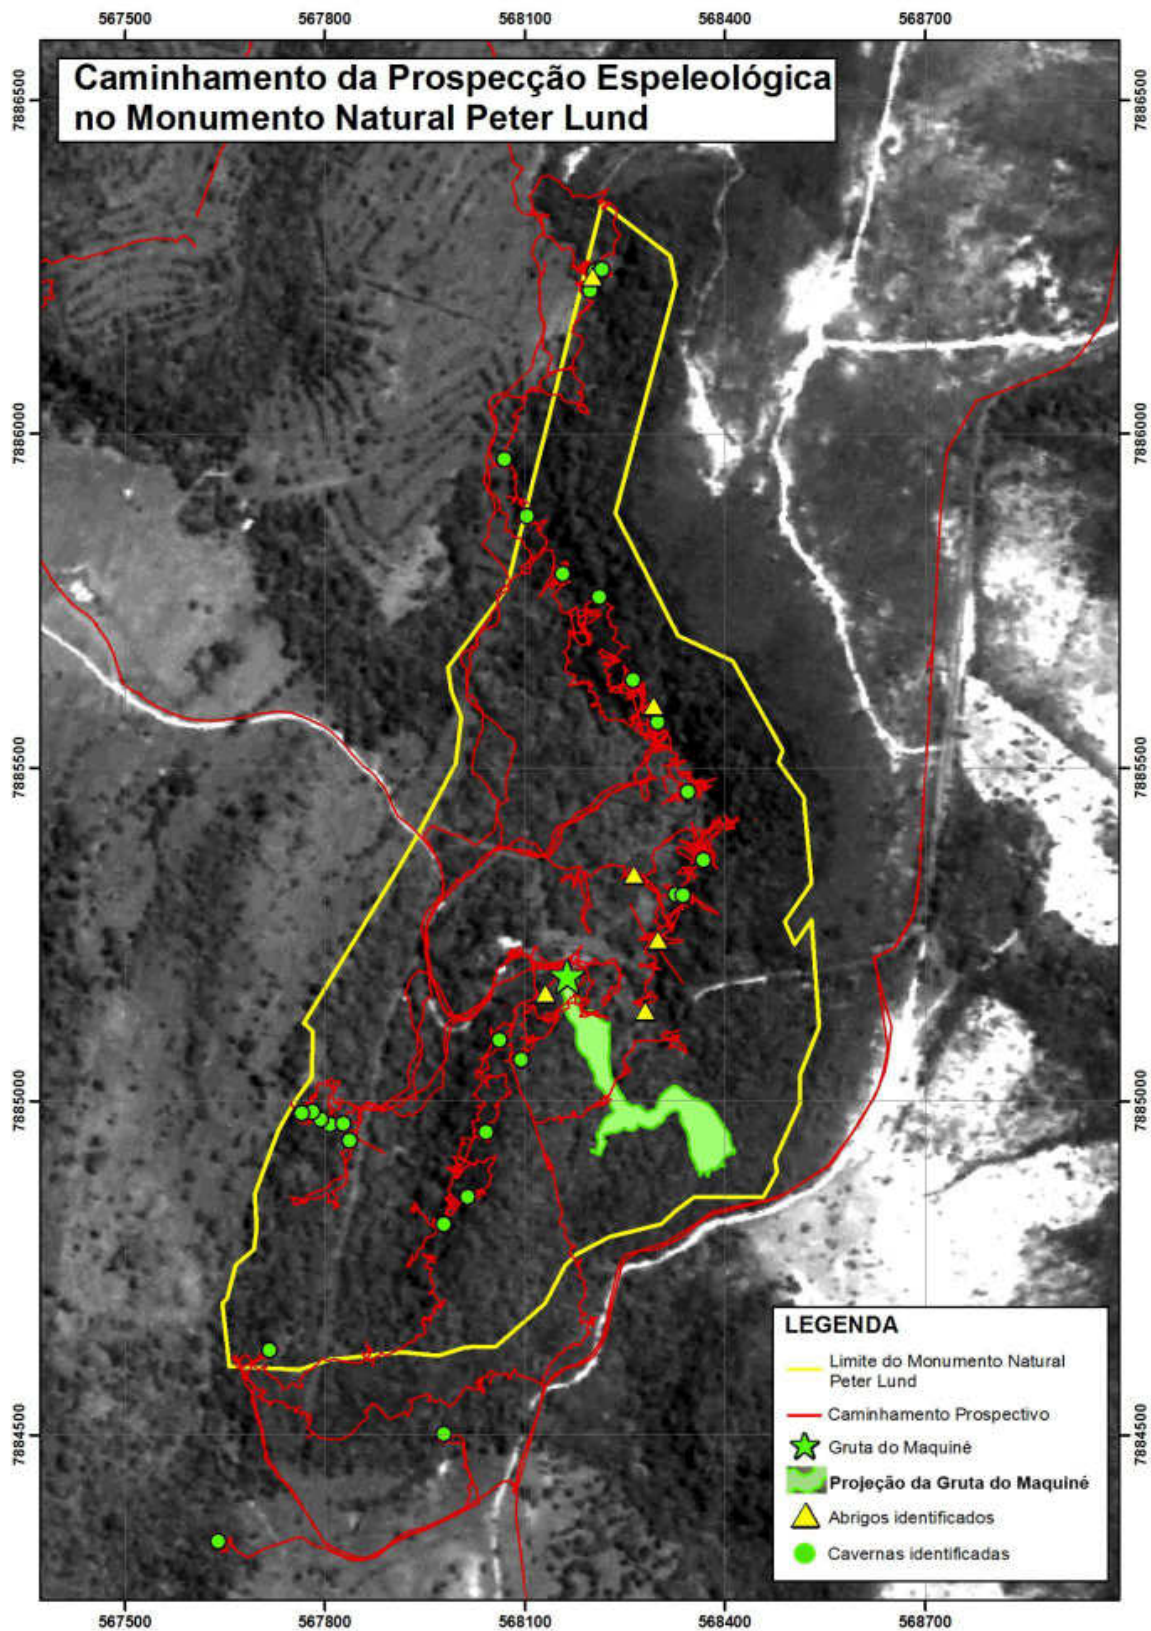 567500 567800 568100 568400 568700
Caminhamento da Prospecção Espeleológica
no Monumento Natural Peter Lund
7886500 7886500
7886000 7886000
7885500 7885500
7885000 7885000
7884500 7884500
LEGENDA
Limite do Monumento Natural
Peter Lund
Caminhamento Prospectivo
Gruta do Maquiné
Projeção da Gruta do Maquiné
Abrigos identificados
Cavernas identificadas
567500 567800 568100 568400 568700